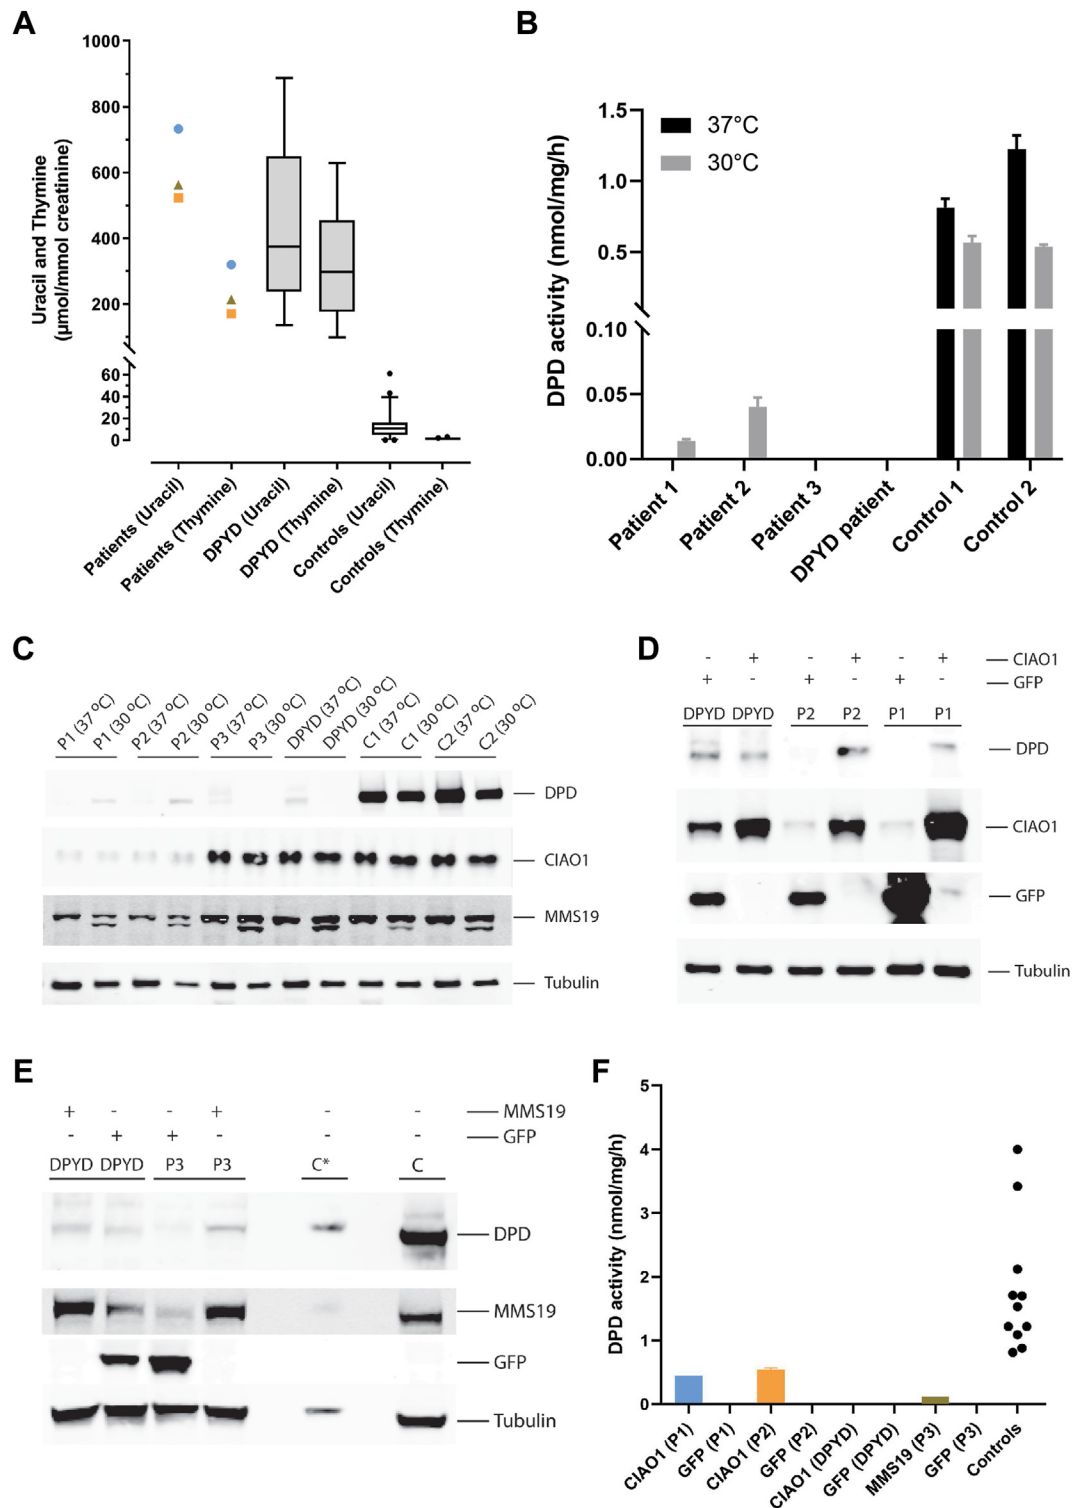 A
1000
800
600
400
200
60
40
20
0
Uracil and Thymine
(µmol/mmol creatinine)
Patients (Uracil)
Patients (Thymine)
DPYD (Uracil)
DPYD (Thymine)
Controls (Uracil)
Controls (Thymine)
B
1.5
1.0
0.5
0.10
0.05
0.00
DPD activity (nmol/mg/h)
37°C
30°C
Patient 1
Patient 2
Patient 3
DPYD patient
Control 1
Control 2
C
P1 (37 °C)
P1 (30 °C)
P2 (37 °C)
P2 (30 °C)
P3 (37 °C)
P3 (30 °C)
DPYD (37 °C)
DPYD (30 °C)
C1 (37 °C)
C1 (30 °C)
C2 (37 °C)
C2 (30 °C)
DPD
CIAO1
MMS19
Tubulin
D
- + - + - + CIAO1
+ - + - + - GFP
DPYD DPYD P2 P2 P1 P1
DPD
CIAO1
GFP
Tubulin
E
+ - - + - - MMS19
- + + - - - GFP
DPYD DPYD P3 P3 C* C
DPD
MMS19
GFP
Tubulin
F
5
4
3
2
1
0
DPD activity (nmol/mg/h)
CIAO1 (P1)
GFP (P1)
CIAO1 (P2)
GFP (P2)
CIAO1 (DPYD)
GFP (DPYD)
MMS19 (P3)
GFP (P3)
Controls